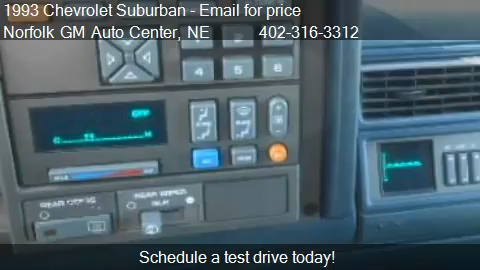 1993 Chevrolet Suburban - Email for price
Norfolk GM Auto Center, NE 402-316-3312
4 5 6
OFF
C H
REAR DEFOG
REAR WIPER
DELAY
Schedule a test drive today!